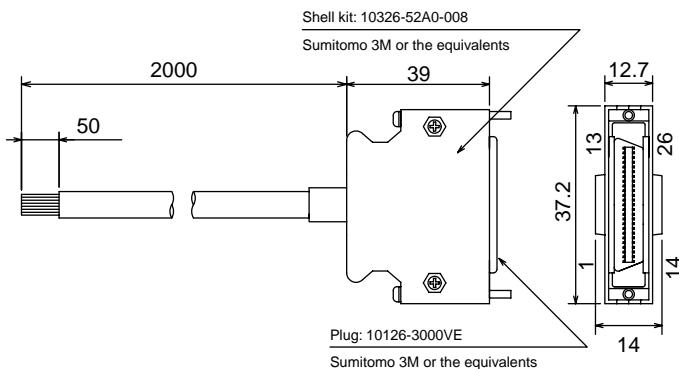 Shell kit: 10326-52A0-008
Sumitomo 3M or the equivalents
2000
39
12.7
50
13
26
37.2
1
14
14
Plug: 10126-3000VE
Sumitomo 3M or the equivalents